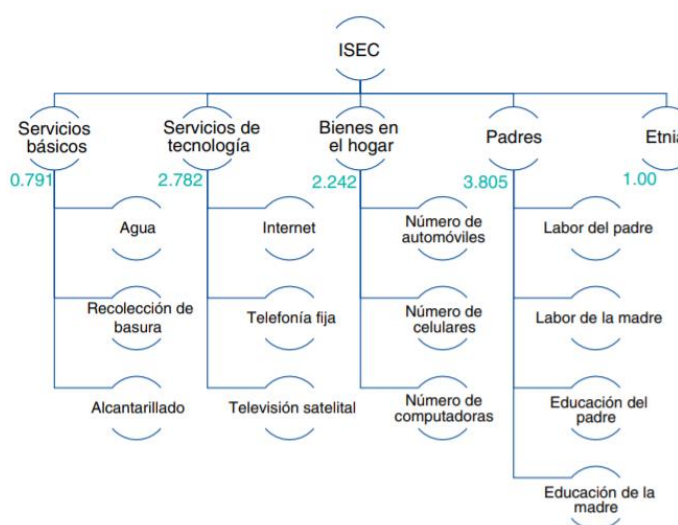 ISEC
Servicios
básicos
Servicios de
tecnología
Bienes en
el hogar
Padres
Etnia
0.791
2.782
2.242
3.805
1.00
Agua
Internet
Número de
automóviles
Labor del padre
Recolección de
basura
Telefonía fija
Número de
celulares
Labor de la madre
Alcantarillado
Televisión satelital
Número de
computadoras
Educación del
padre
Educación de la
madre